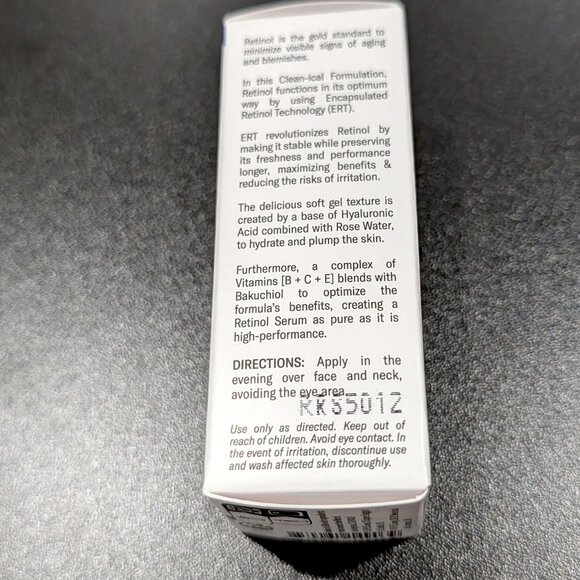 Retinol is the gold standard to
minimize visible signs of aging
and blemishes.
In this Clean-ical Formulation,
Retinol functions in its optimum
way by using Encapsulated
Retinol Technology (ERT).
ERT revolutionizes Retinol by
making it stable while preserving
its freshness and performance
longer, maximizing benefits &
reducing the risks of irritation.
The delicious soft gel texture is
created by a base of Hyaluronic
Acid combined with Rose Water,
to hydrate and plump the skin.
Furthermore, a complex of
Vitamins [B + C + E] blends with
Bakuchiol to optimize the
formula's benefits, creating a
Retinol Serum as pure as it is
high-performance.
DIRECTIONS: Apply in the
evening over face and neck,
avoiding the eye area
RRS5012
Use only as directed. Keep out of
reach of children. Avoid eye contact. In
the event of irritation, discontinue use
and wash affected skin thoroughly.